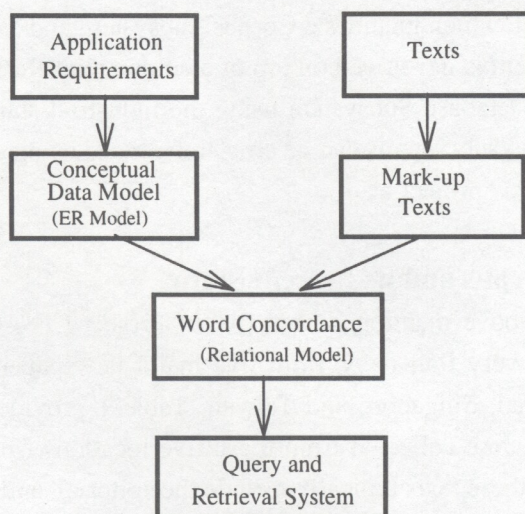 Application
Requirements
Texts
Conceptual
Data Model
(ER Model)
Mark-up
Texts
Word Concordance
(Relational Model)
Query and
Retrieval System